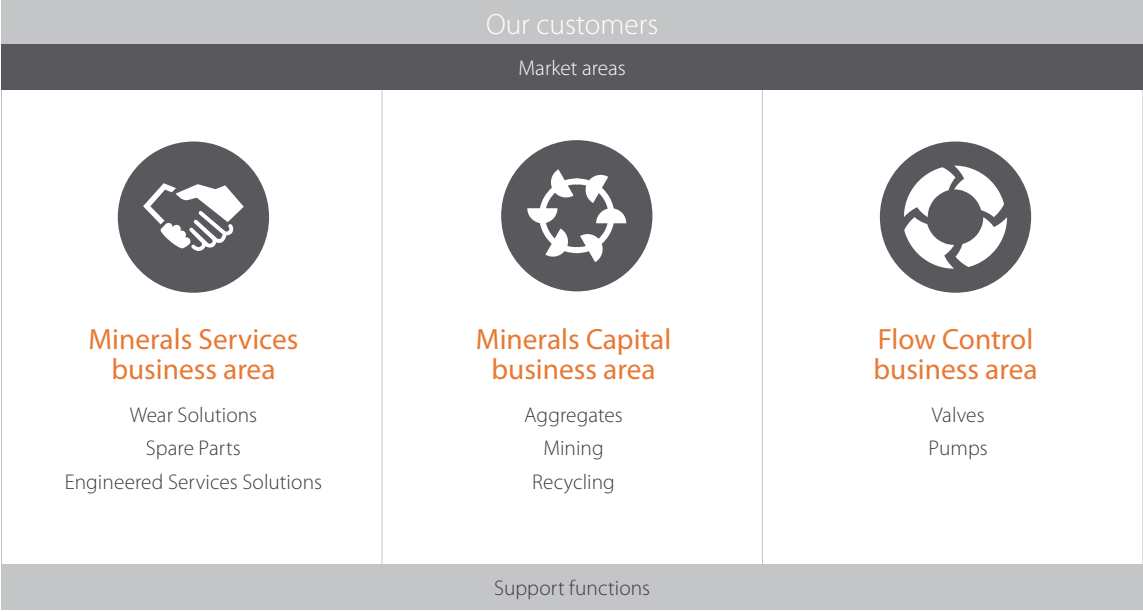 Our customers
Market areas
Minerals Services
business area
Wear Solutions
Spare Parts
Engineered Services Solutions
Minerals Capital
business area
Aggregates
Mining
Recycling
Flow Control
business area
Valves
Pumps
Support functions